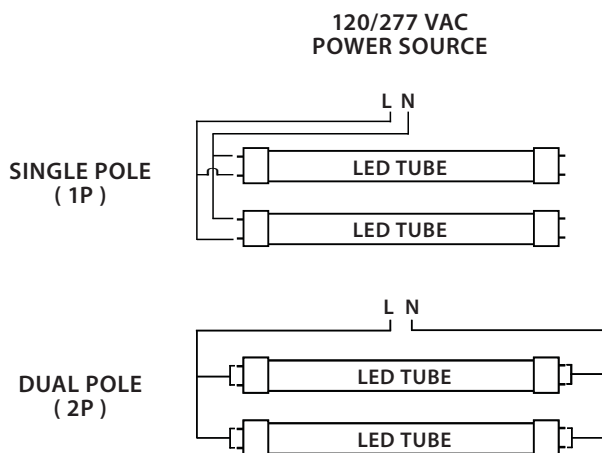 120/277 VAC
POWER SOURCE
L N
SINGLE POLE
( 1P )
LED TUBE
LED TUBE
L N
DUAL POLE
( 2P )
LED TUBE
LED TUBE